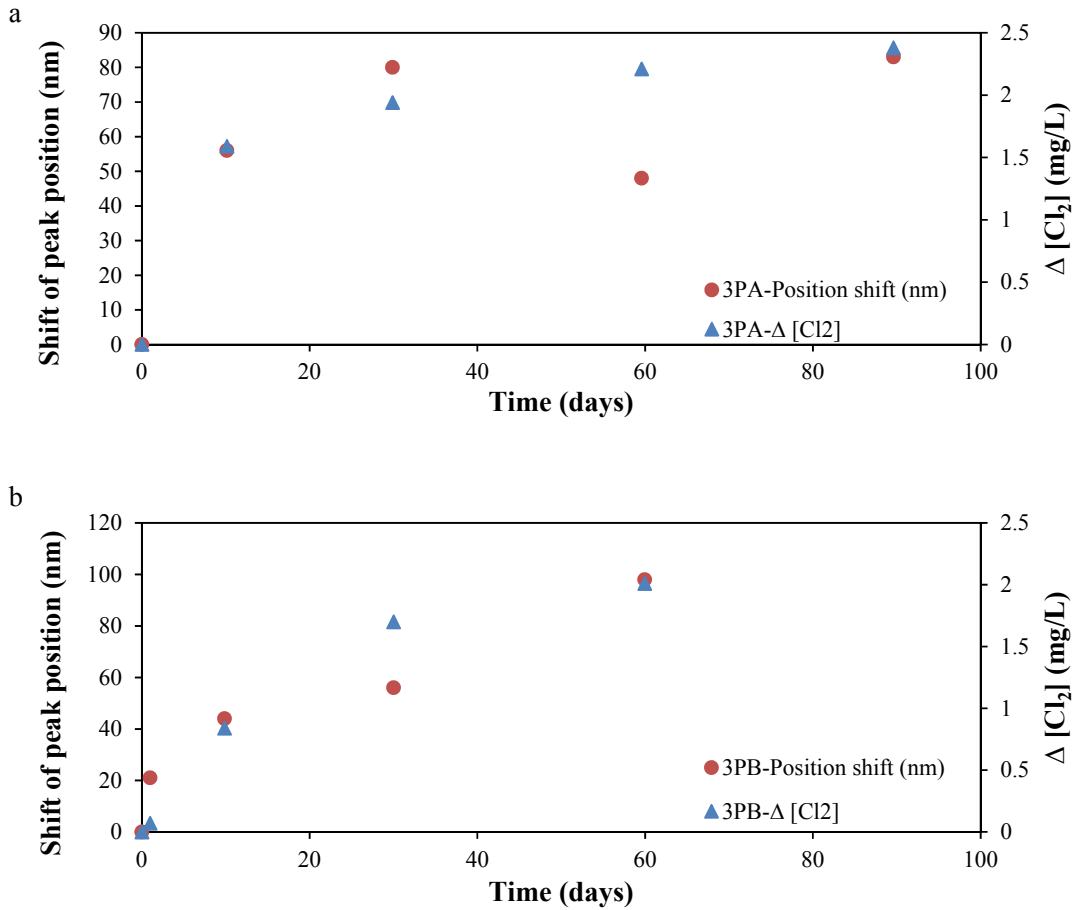 a
90
80
70
60
50
40
30
20
10
0
2.5
2
1.5
1
0.5
0
0 20 40 60 80 100
Shift of peak position (nm)
Δ [Cl₂] (mg/L)
Time (days)
3PA-Position shift (nm)
3PA-Δ [Cl2]
b
120
100
80
60
40
20
0
2.5
2
1.5
1
0.5
0
0 20 40 60 80 100
Shift of peak position (nm)
Δ [Cl₂] (mg/L)
Time (days)
3PB-Position shift (nm)
3PB-Δ [Cl2]